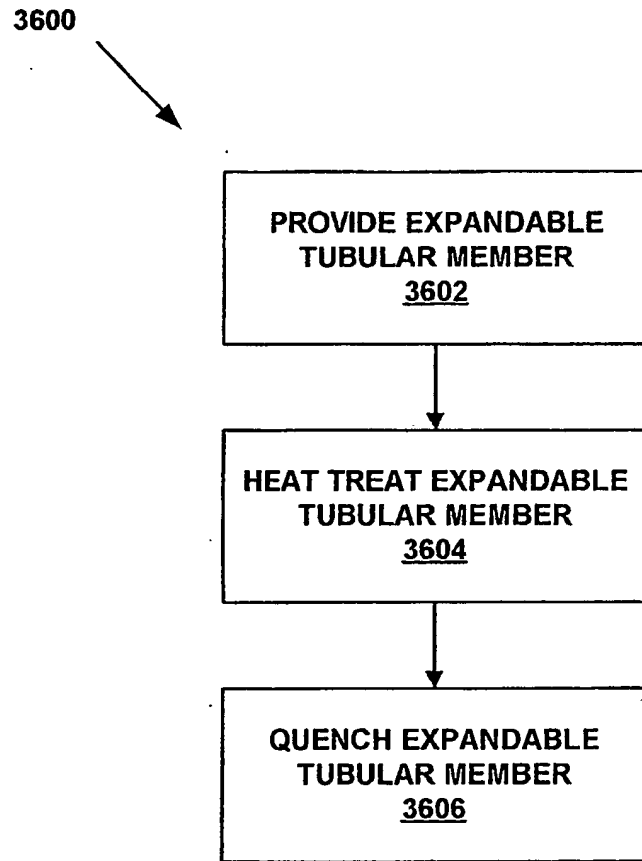 3600
PROVIDE EXPANDABLE
TUBULAR MEMBER
3602
HEAT TREAT EXPANDABLE
TUBULAR MEMBER
3604
QUENCH EXPANDABLE
TUBULAR MEMBER
3606